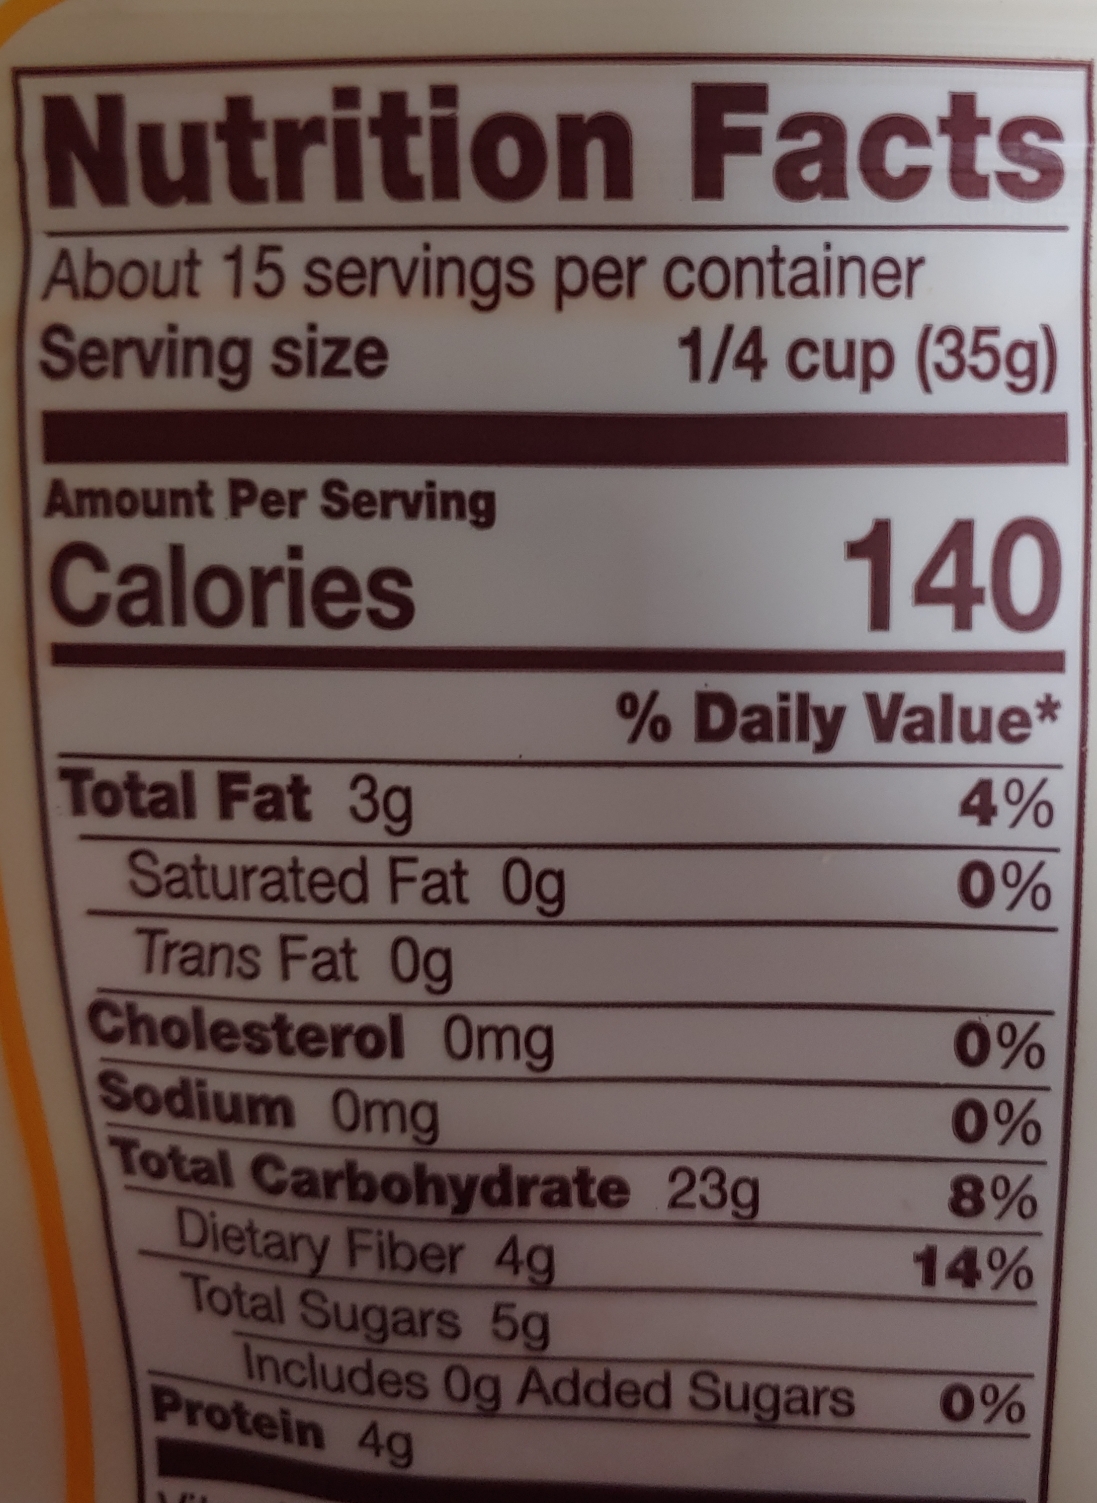 Nutrition Facts
About 15 servings per container
Serving size 1/4 cup (35g)
Amount Per Serving
Calories 140
% Daily Value*
Total Fat 3g 4%
Saturated Fat 0g 0%
Trans Fat 0g
Cholesterol 0mg 0%
Sodium 0mg 0%
Total Carbohydrate 23g 8%
Dietary Fiber 4g 14%
Total Sugars 5g
Includes 0g Added Sugars 0%
Protein 4g